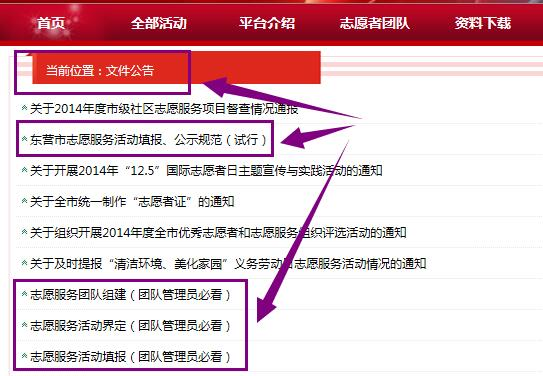 首页 全部活动 平台介绍 志愿者团队 资料下载
当前位置：文件公告
关于2014年度市级社区志愿服务项目督查情况通报
东营市志愿服务活动填报、公示规范（试行）
关于开展2014年“12.5”国际志愿者日主题宣传与实践活动的通知
关于全市统一制作“志愿者证”的通知
关于组织开展2014年度全市优秀志愿者和志愿服务组织评选活动的通知
关于及时提报“清洁环境、美化家园”义务劳动 志愿服务活动情况的通知
志愿服务团队组建（团队管理员必看）
志愿服务活动界定（团队管理员必看）
志愿服务活动填报（团队管理员必看）